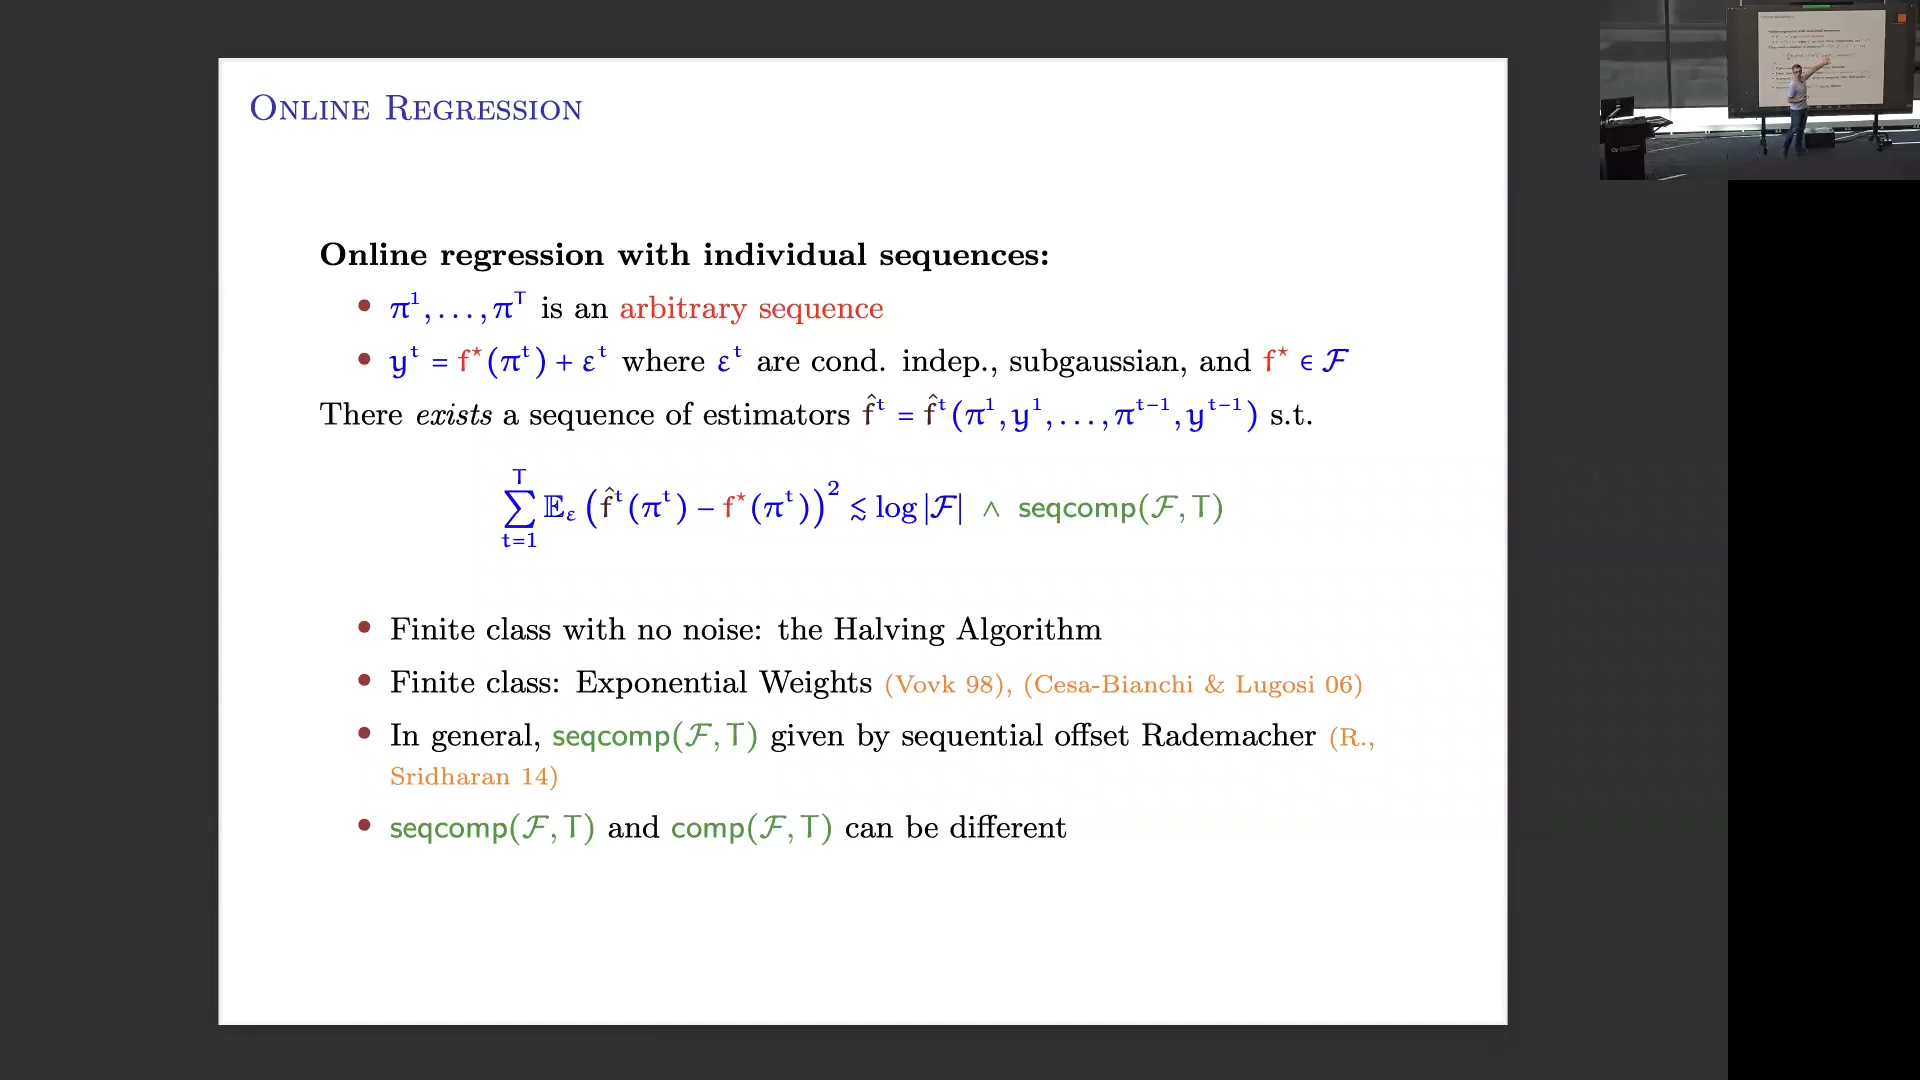 Online Regression
Online regression with individual sequences:
• π¹, . . . , πᵀ is an arbitrary sequence
• yᵗ = f*(πᵗ) + εᵗ where εᵗ are cond. indep., subgaussian, and f* ∈ ℱ
There exists a sequence of estimators f̂ᵗ = f̂ᵗ(π¹, y¹, . . . , πᵗ⁻¹, yᵗ⁻¹) s.t.
∑ₜ₌₁ᵀ 𝔼_ε (f̂ᵗ(πᵗ) − f*(πᵗ))² ≲ log |ℱ| ∧ seqcomp(ℱ, T)
• Finite class with no noise: the Halving Algorithm
• Finite class: Exponential Weights (Vovk 98), (Cesa-Bianchi & Lugosi 06)
• In general, seqcomp(ℱ, T) given by sequential offset Rademacher (R.,
Sridharan 14)
• seqcomp(ℱ, T) and comp(ℱ, T) can be different